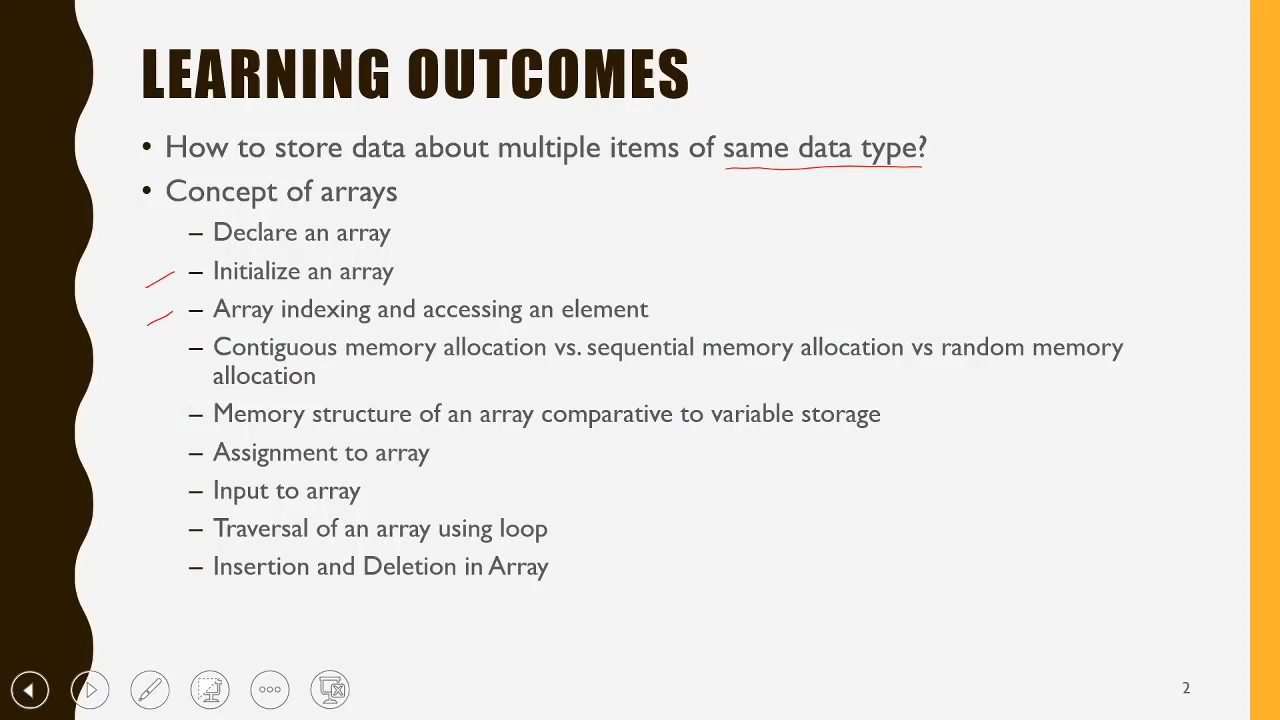 LEARNING OUTCOMES
• How to store data about multiple items of same data type?
• Concept of arrays
– Declare an array
– Initialize an array
– Array indexing and accessing an element
– Contiguous memory allocation vs. sequential memory allocation vs random memory
allocation
– Memory structure of an array comparative to variable storage
– Assignment to array
– Input to array
– Traversal of an array using loop
– Insertion and Deletion in Array
2